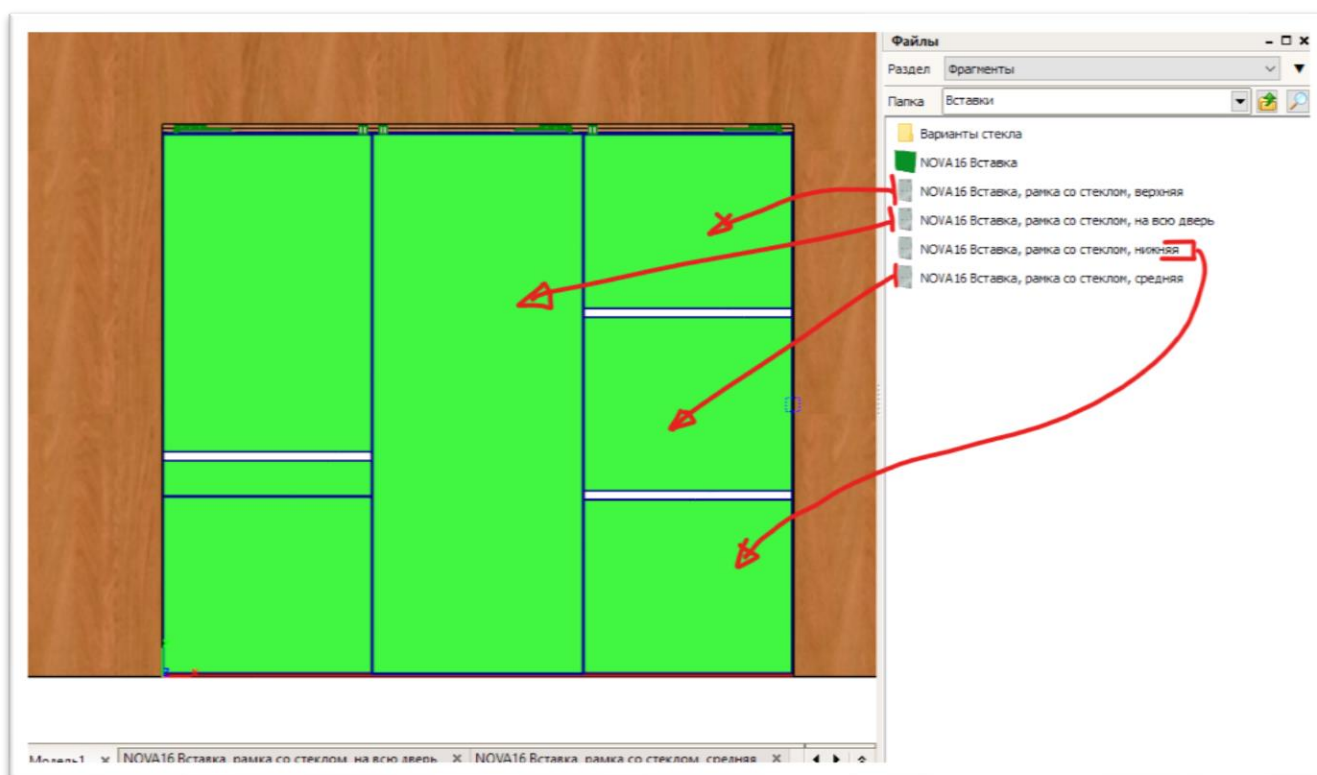 Файлы
Раздел Фрагменты
Папка Вставки
Варианты стекла
NOVA16 Вставка
NOVA16 Вставка, рамка со стеклом, верхняя
NOVA16 Вставка, рамка со стеклом, на всю дверь
NOVA16 Вставка, рамка со стеклом, нижняя
NOVA16 Вставка, рамка со стеклом, средняя
Модель1 NOVA16 Вставка, рамка со стеклом, на всю дверь NOVA16 Вставка, рамка со стеклом, средняя